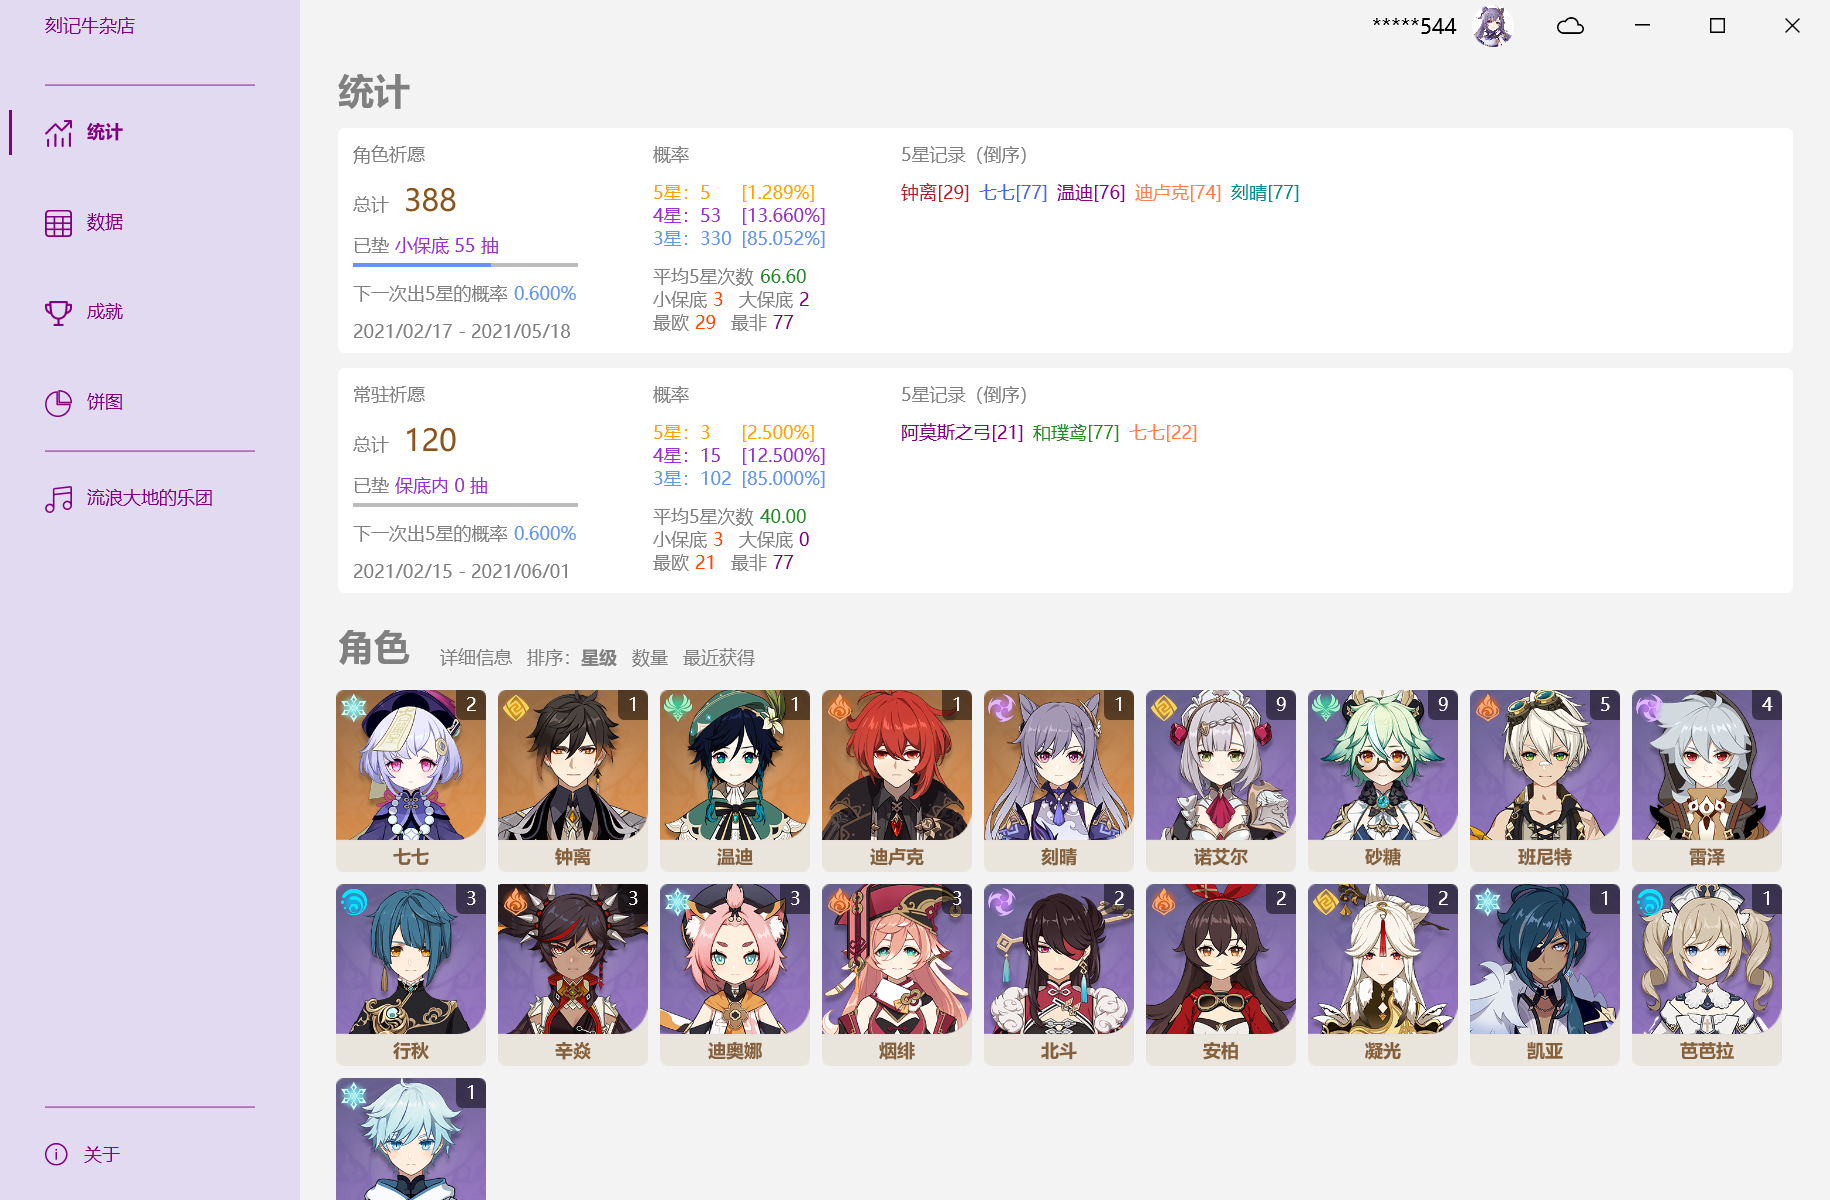 刻记牛杂店
*****544
统计
数据
成就
饼图
流浪大地的乐团
关于
统计
角色祈愿
总计 388
已垫 小保底 55 抽
下一次出5星的概率 0.600%
2021/02/17 - 2021/05/18
概率
5星： 5 [1.289%]
4星： 53 [13.660%]
3星： 330 [85.052%]
平均5星次数 66.60
小保底 3 大保底 2
最欧 29 最非 77
5星记录（倒序）
钟离[29] 七七[77] 温迪[76] 迪卢克[74] 刻晴[77]
常驻祈愿
总计 120
已垫 保底内 0 抽
下一次出5星的概率 0.600%
2021/02/15 - 2021/06/01
概率
5星： 3 [2.500%]
4星： 15 [12.500%]
3星： 102 [85.000%]
平均5星次数 40.00
小保底 3 大保底 0
最欧 21 最非 77
5星记录（倒序）
阿莫斯之弓[21] 和璞鸢[77] 七七[22]
角色 详细信息 排序： 星级 数量 最近获得
2 1 1 1 1 9 9 5 4
七七 钟离 温迪 迪卢克 刻晴 诺艾尔 砂糖 班尼特 雷泽
3 3 3 3 2 2 2 1 1
行秋 辛焱 迪奥娜 烟绯 北斗 安柏 凝光 凯亚 芭芭拉
1